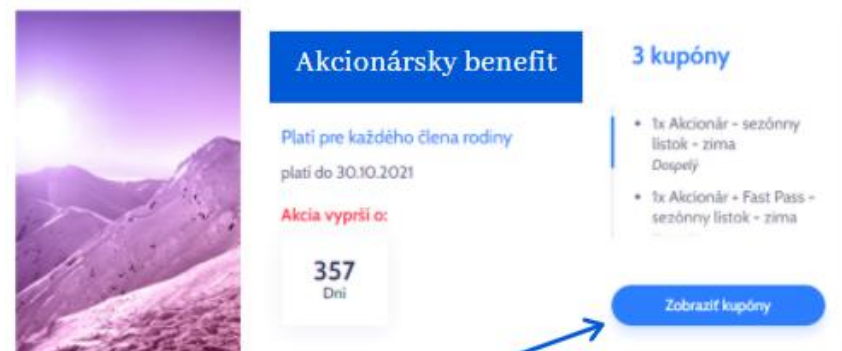 Akcionársky benefit
Platí pre každého člena rodiny
platí do 30.10.2021
Akcia vyprší o:
357
Dni
3 kupóny
1x Akcionár - sezónny
lístok - zima
Dospelý
1x Akcionár + Fast Pass -
sezónny lístok - zima
Zobraziť kupóny